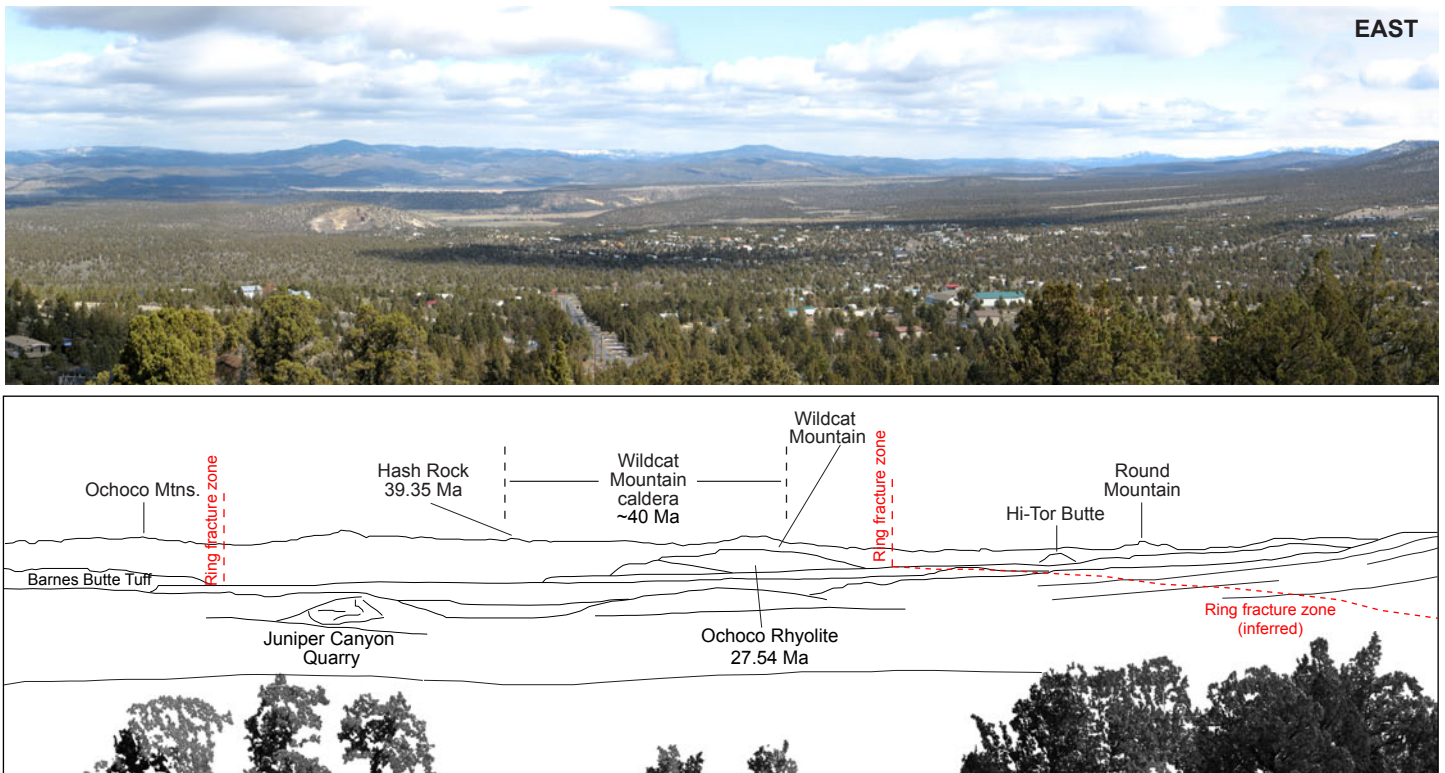 EAST
Wildcat
Mountain
Ring fracture zone
Wildcat
Mountain
caldera
~40 Ma
Hash Rock
39.35 Ma
Ochoco Mtns.
Ring fracture zone
Round
Mountain
Hi-Tor Butte
Barnes Butte Tuff
Juniper Canyon
Quarry
Ochoco Rhyolite
27.54 Ma
Ring fracture zone
(inferred)